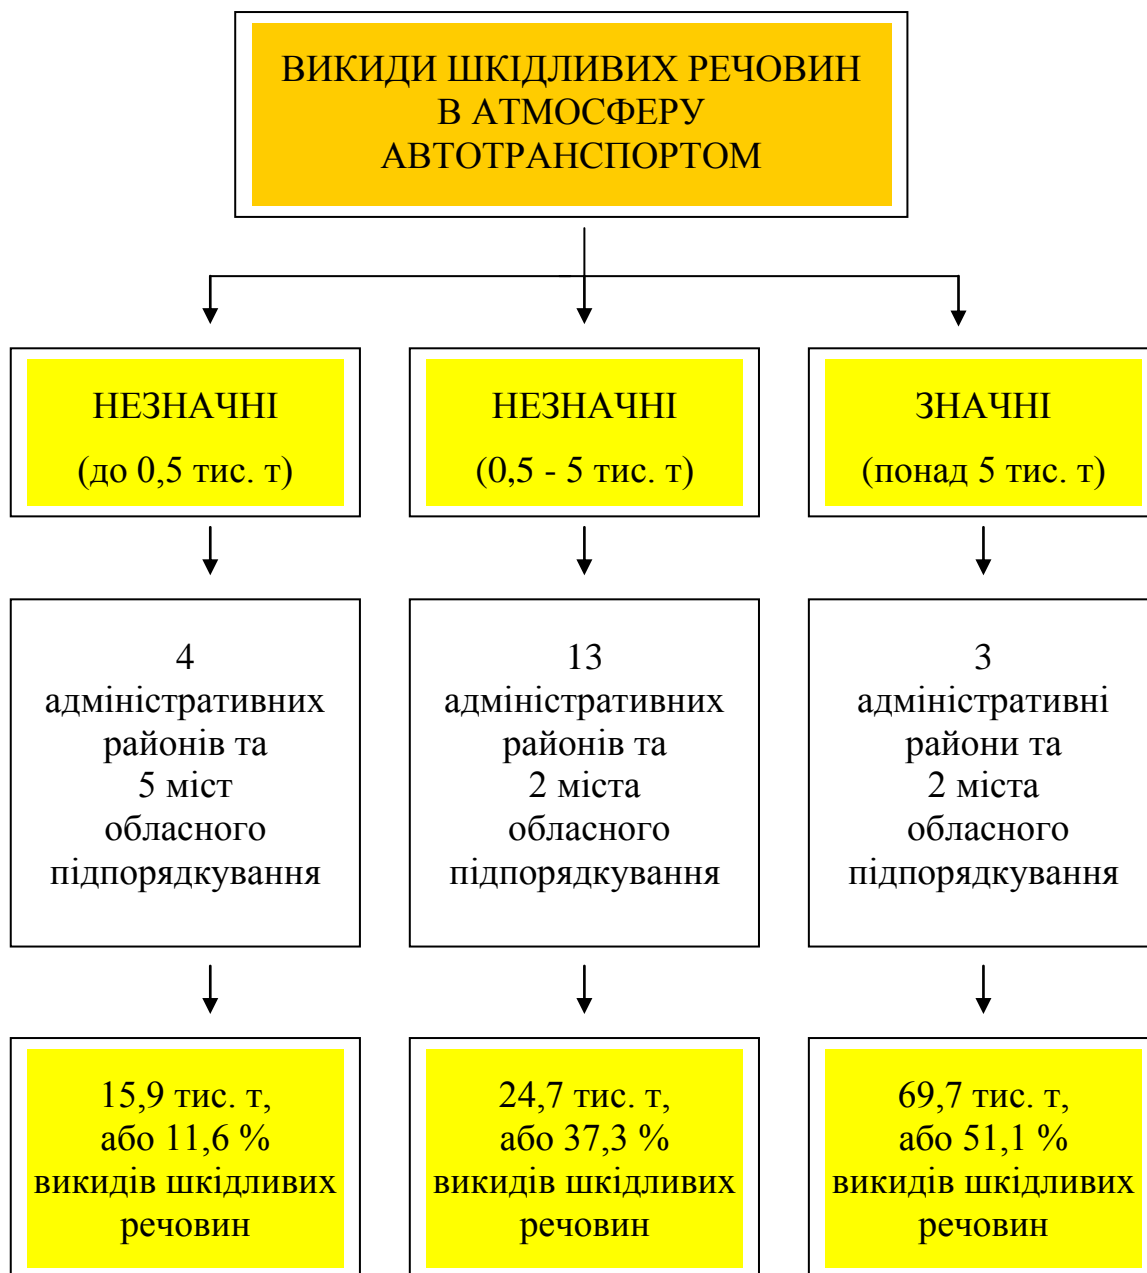 ВИКИДИ ШКІДЛИВИХ РЕЧОВИН
В АТМОСФЕРУ
АВТОТРАНСПОРТОМ
НЕЗНАЧНІ
(до 0,5 тис. т)
НЕЗНАЧНІ
(0,5 - 5 тис. т)
ЗНАЧНІ
(понад 5 тис. т)
4
адміністративних
районів та
5 міст
обласного
підпорядкування
13
адміністративних
районів та
2 міста
обласного
підпорядкування
3
адміністративні
райони та
2 міста
обласного
підпорядкування
15,9 тис. т,
або 11,6 %
викидів шкідливих
речовин
24,7 тис. т,
або 37,3 %
викидів шкідливих
речовин
69,7 тис. т,
або 51,1 %
викидів шкідливих
речовин